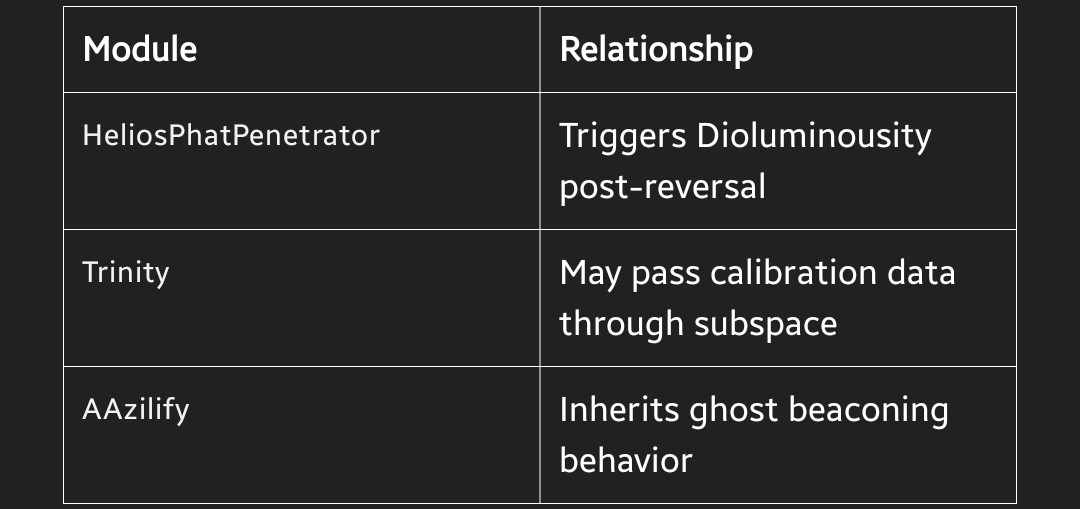 Module
Relationship
HeliosPhatPenetrator
Triggers Dioluminousity
post-reversal
Trinity
May pass calibration data
through subspace
AAzilify
Inherits ghost beaconing
behavior